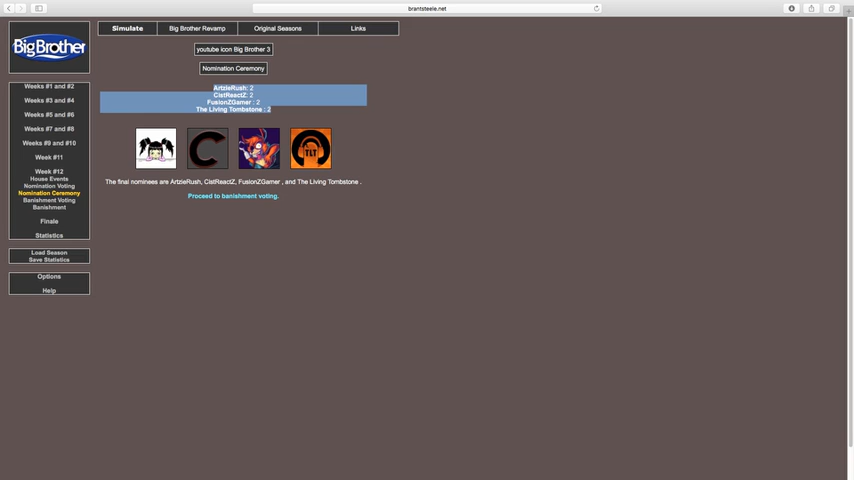 brantsteele.net
Simulate
Big Brother Revamp
Original Seasons
Links
Big Brother
youtube icon Big Brother 3
Nomination Ceremony
ArtzieRush: 2
CistReactZ: 2
FusionZGamer : 2
The Living Tombstone : 2
C
TLT
The final nominees are ArtzieRush, CistReactZ, FusionZGamer , and The Living Tombstone .
Proceed to banishment voting.
Weeks #1 and #2
Weeks #3 and #4
Weeks #5 and #6
Weeks #7 and #8
Weeks #9 and #10
Week #11
Week #12
House Events
Nomination Voting
Nomination Ceremony
Banishment Voting
Banishment
Finale
Statistics
Load Season
Save Statistics
Options
Help